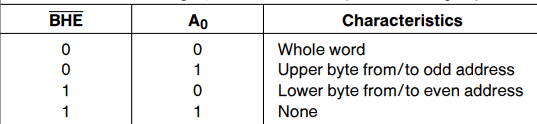 BHE A0 Characteristics
0 0 Whole word
0 1 Upper byte from/to odd address
1 0 Lower byte from/to even address
1 1 None